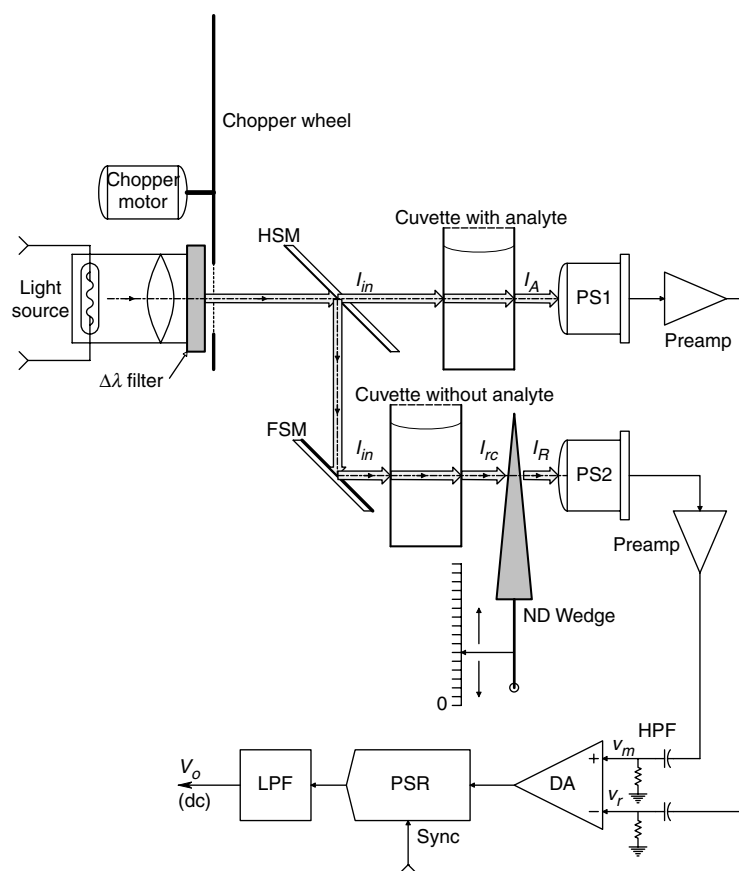 Chopper wheel
Chopper
motor
HSM
Cuvette with analyte
I_in
I_A
PS1
Light
source
Preamp
Δλ filter
Cuvette without analyte
FSM
I_in
I_rc
I_R
PS2
Preamp
ND Wedge
0
HPF
v_m
V_o
(dc)
LPF
PSR
DA
+
v_r
−
Sync